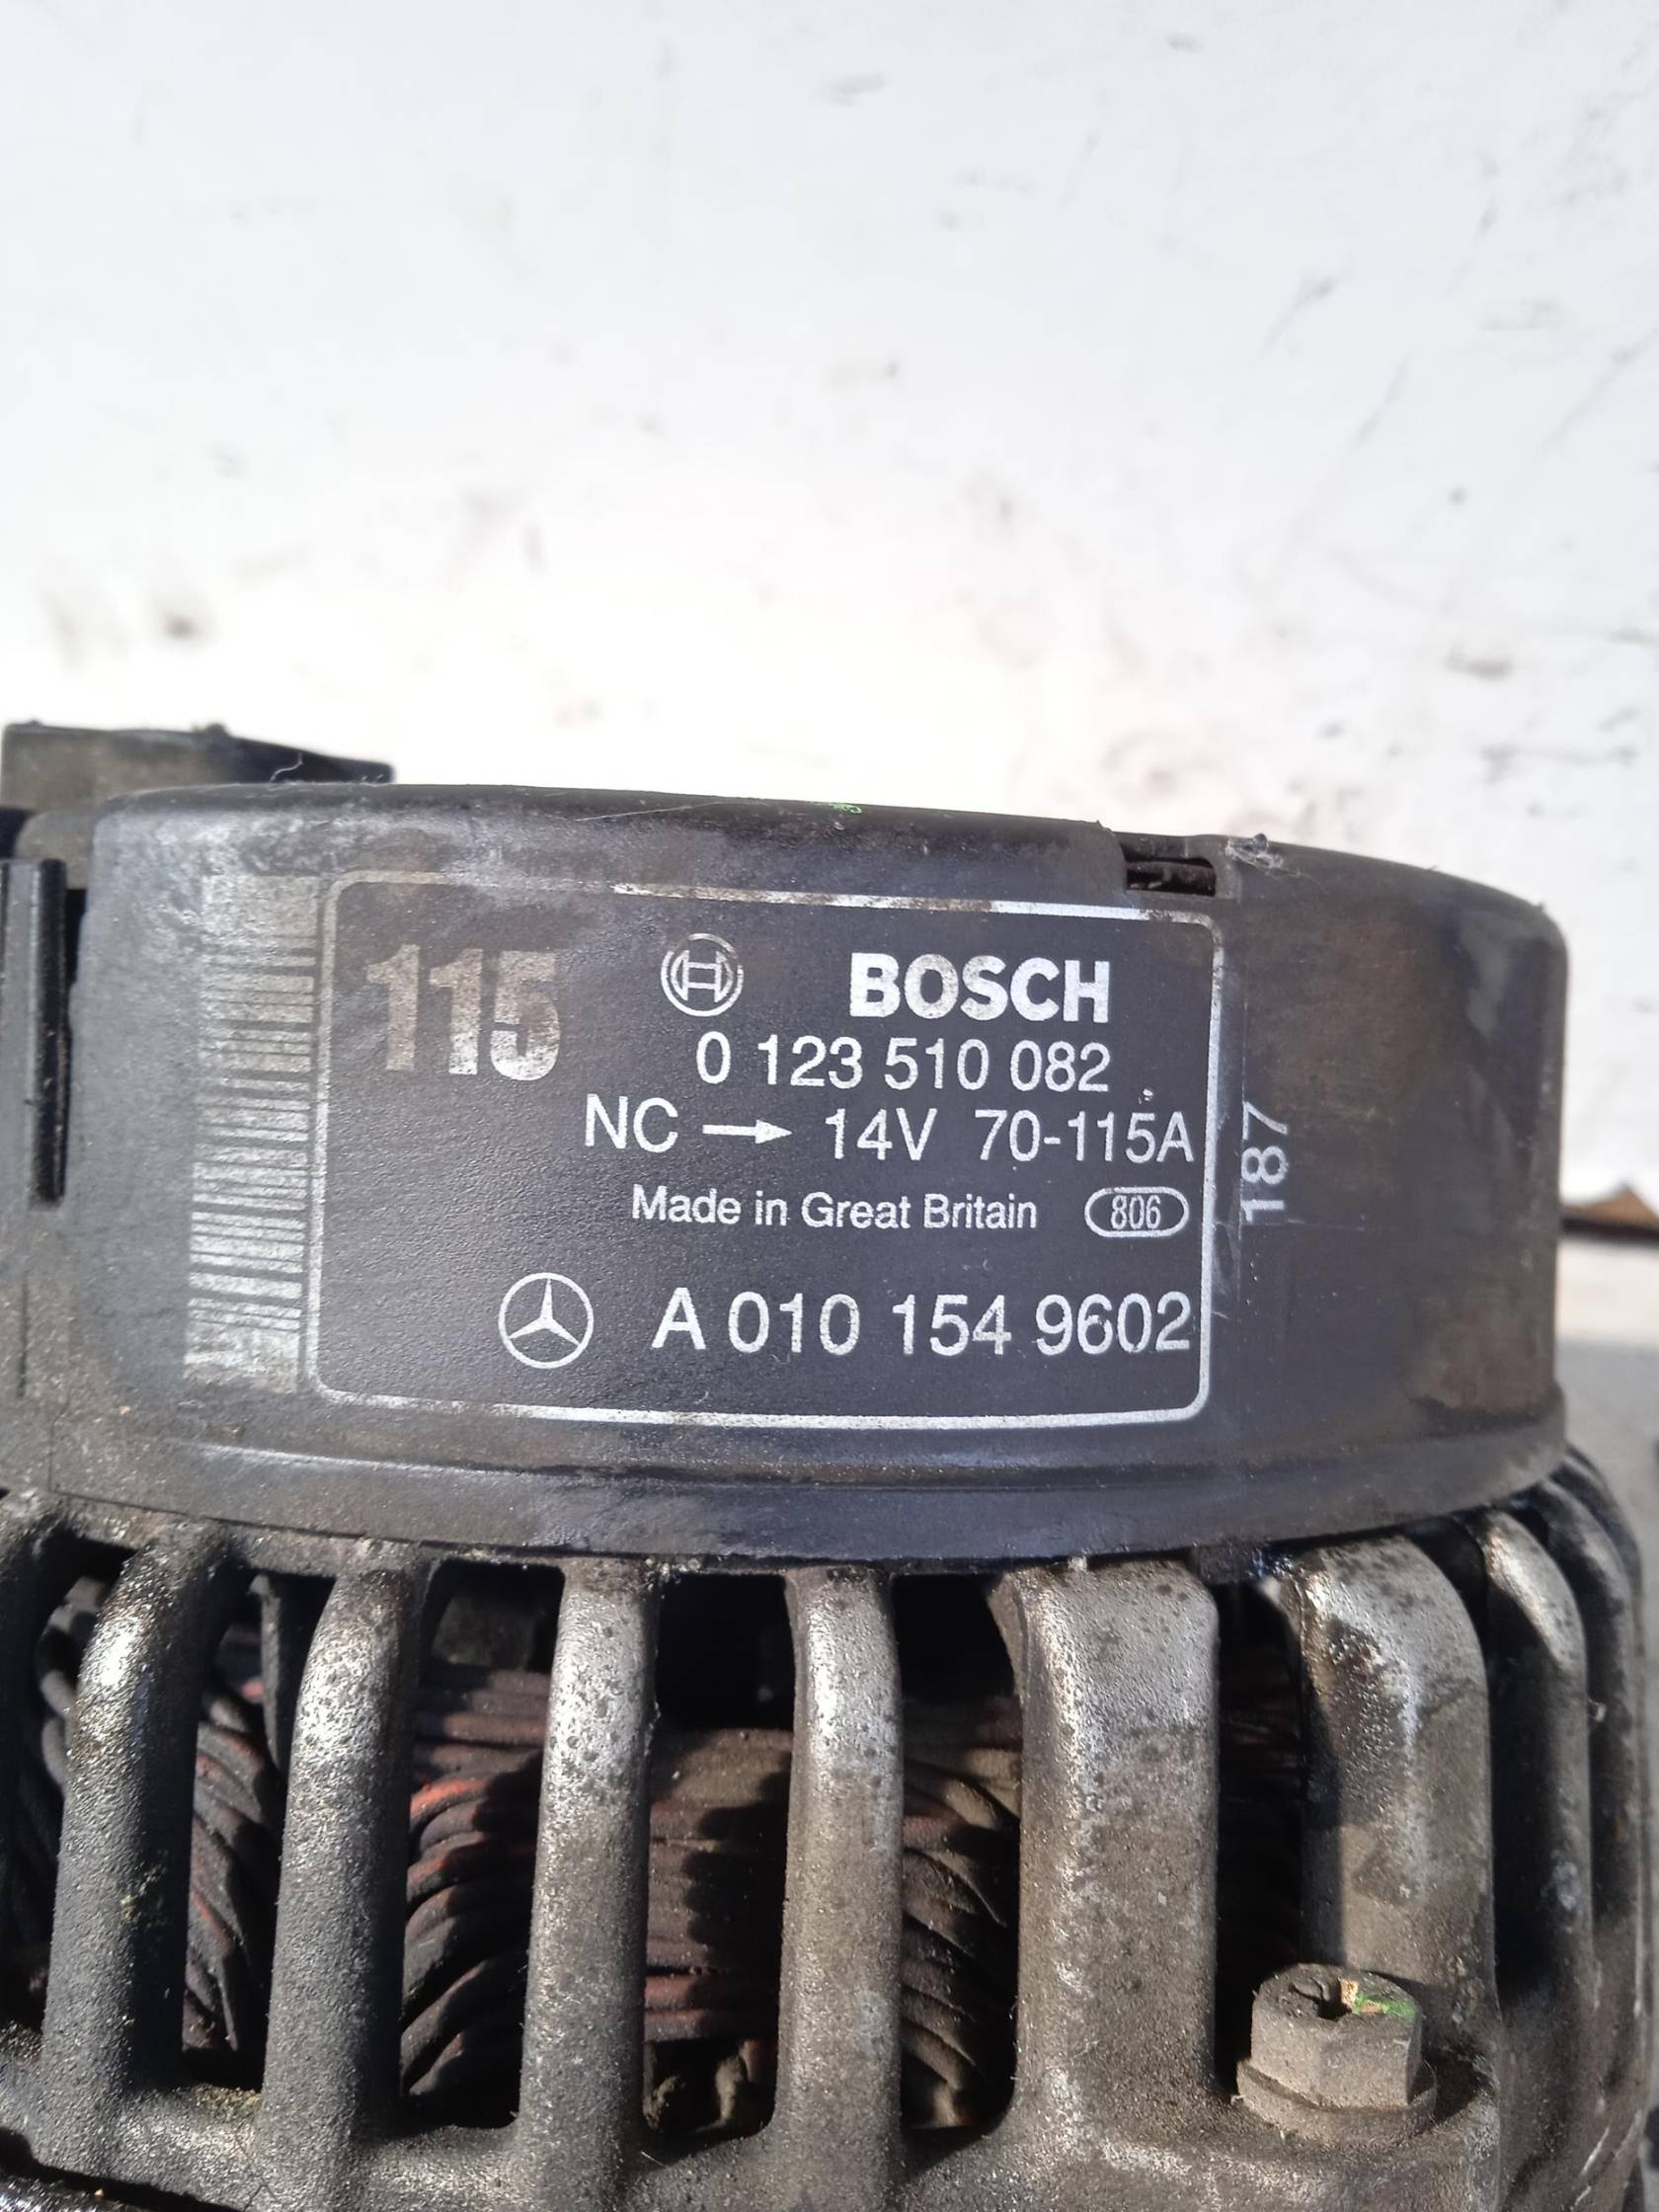 115
BOSCH
0 123 510 082
NC → 14V 70-115A
Made in Great Britain 806
A 010 154 9602
187